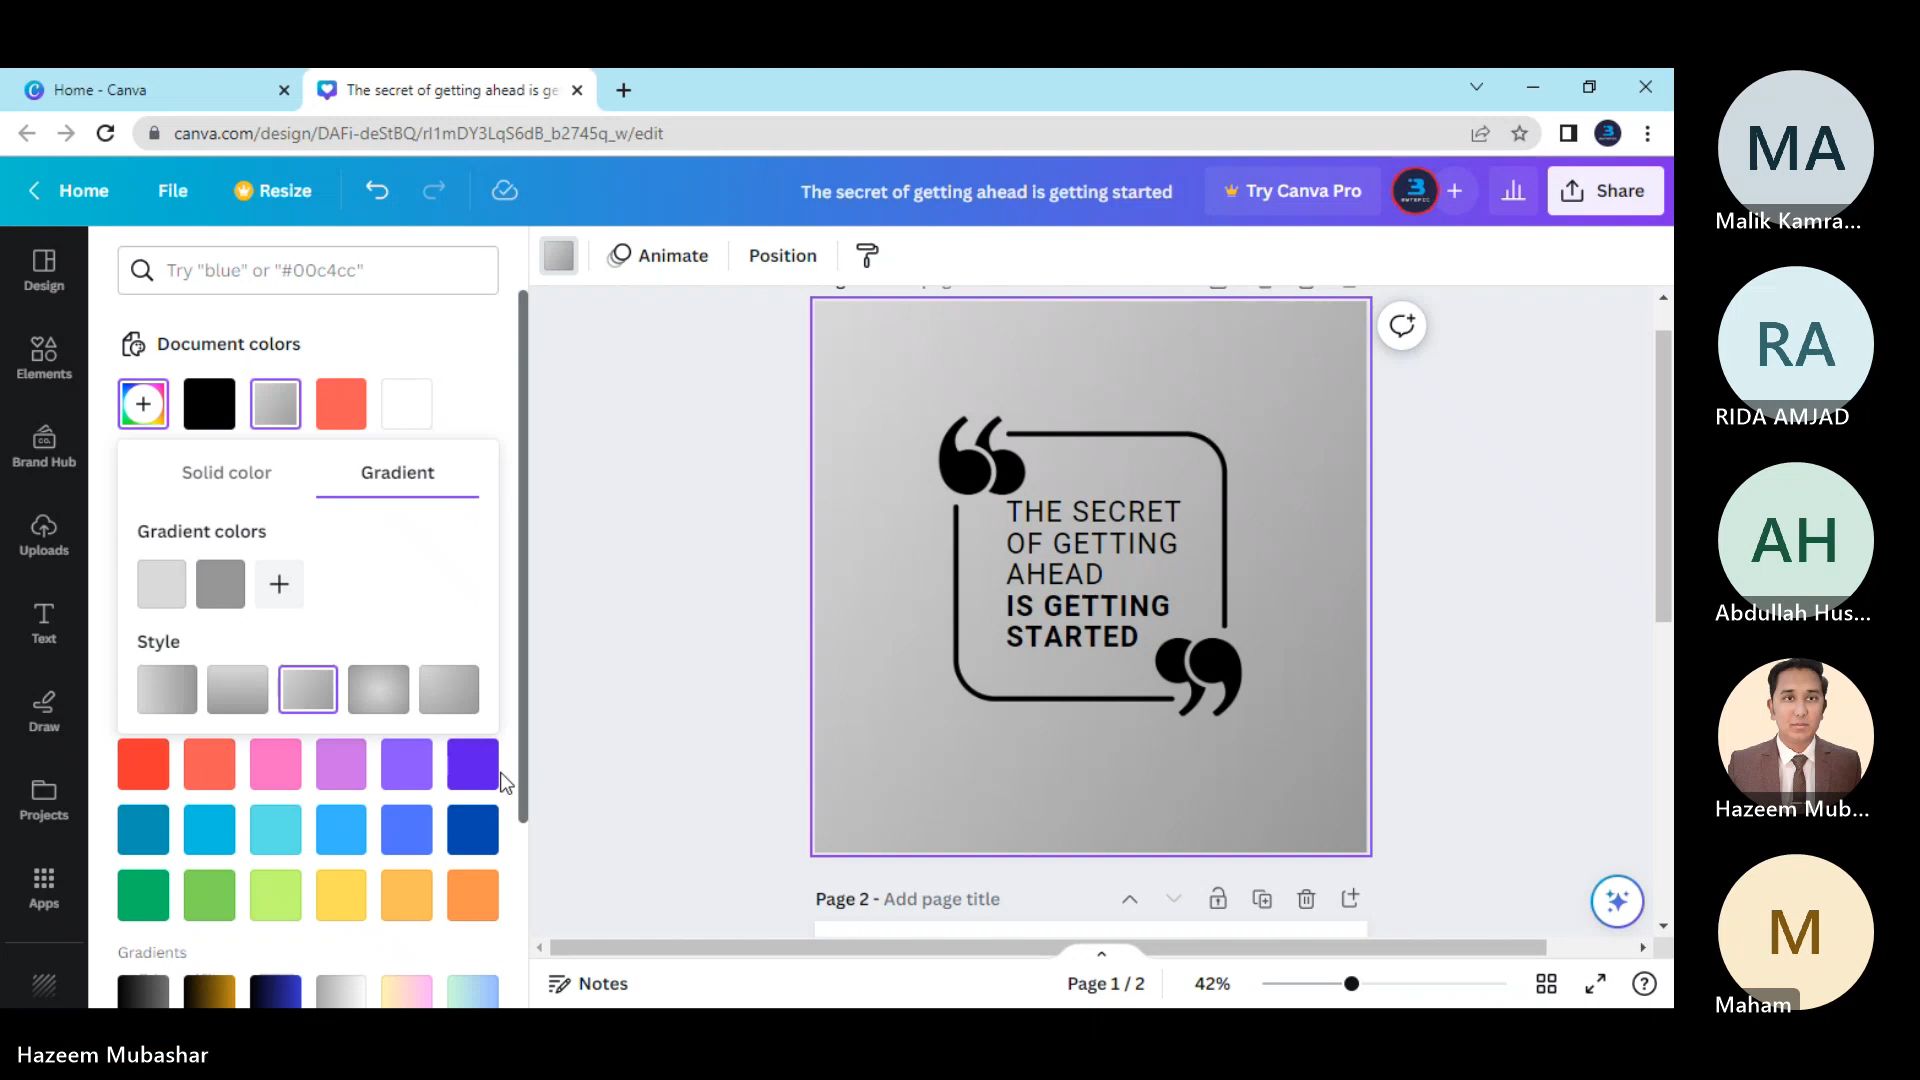 Home - Canva
The secret of getting ahead is ge
canva.com/design/DAFi-deStBQ/rl1mDY3LqS6dB_b2745q_w/edit
Home
File
Resize
The secret of getting ahead is getting started
Try Canva Pro
Share
Design
Elements
Brand Hub
Uploads
Text
Draw
Projects
Apps
Try "blue" or "#00c4cc"
Document colors
Solid color
Gradient
Gradient colors
Style
Gradients
Animate
Position
THE SECRET
OF GETTING
AHEAD
IS GETTING
STARTED
Page 2 - Add page title
Notes
Page 1 / 2
42%
MA
Malik Kamra...
RA
RIDA AMJAD
AH
Abdullah Hus...
Hazeem Mub...
M
Maham
Hazeem Mubashar